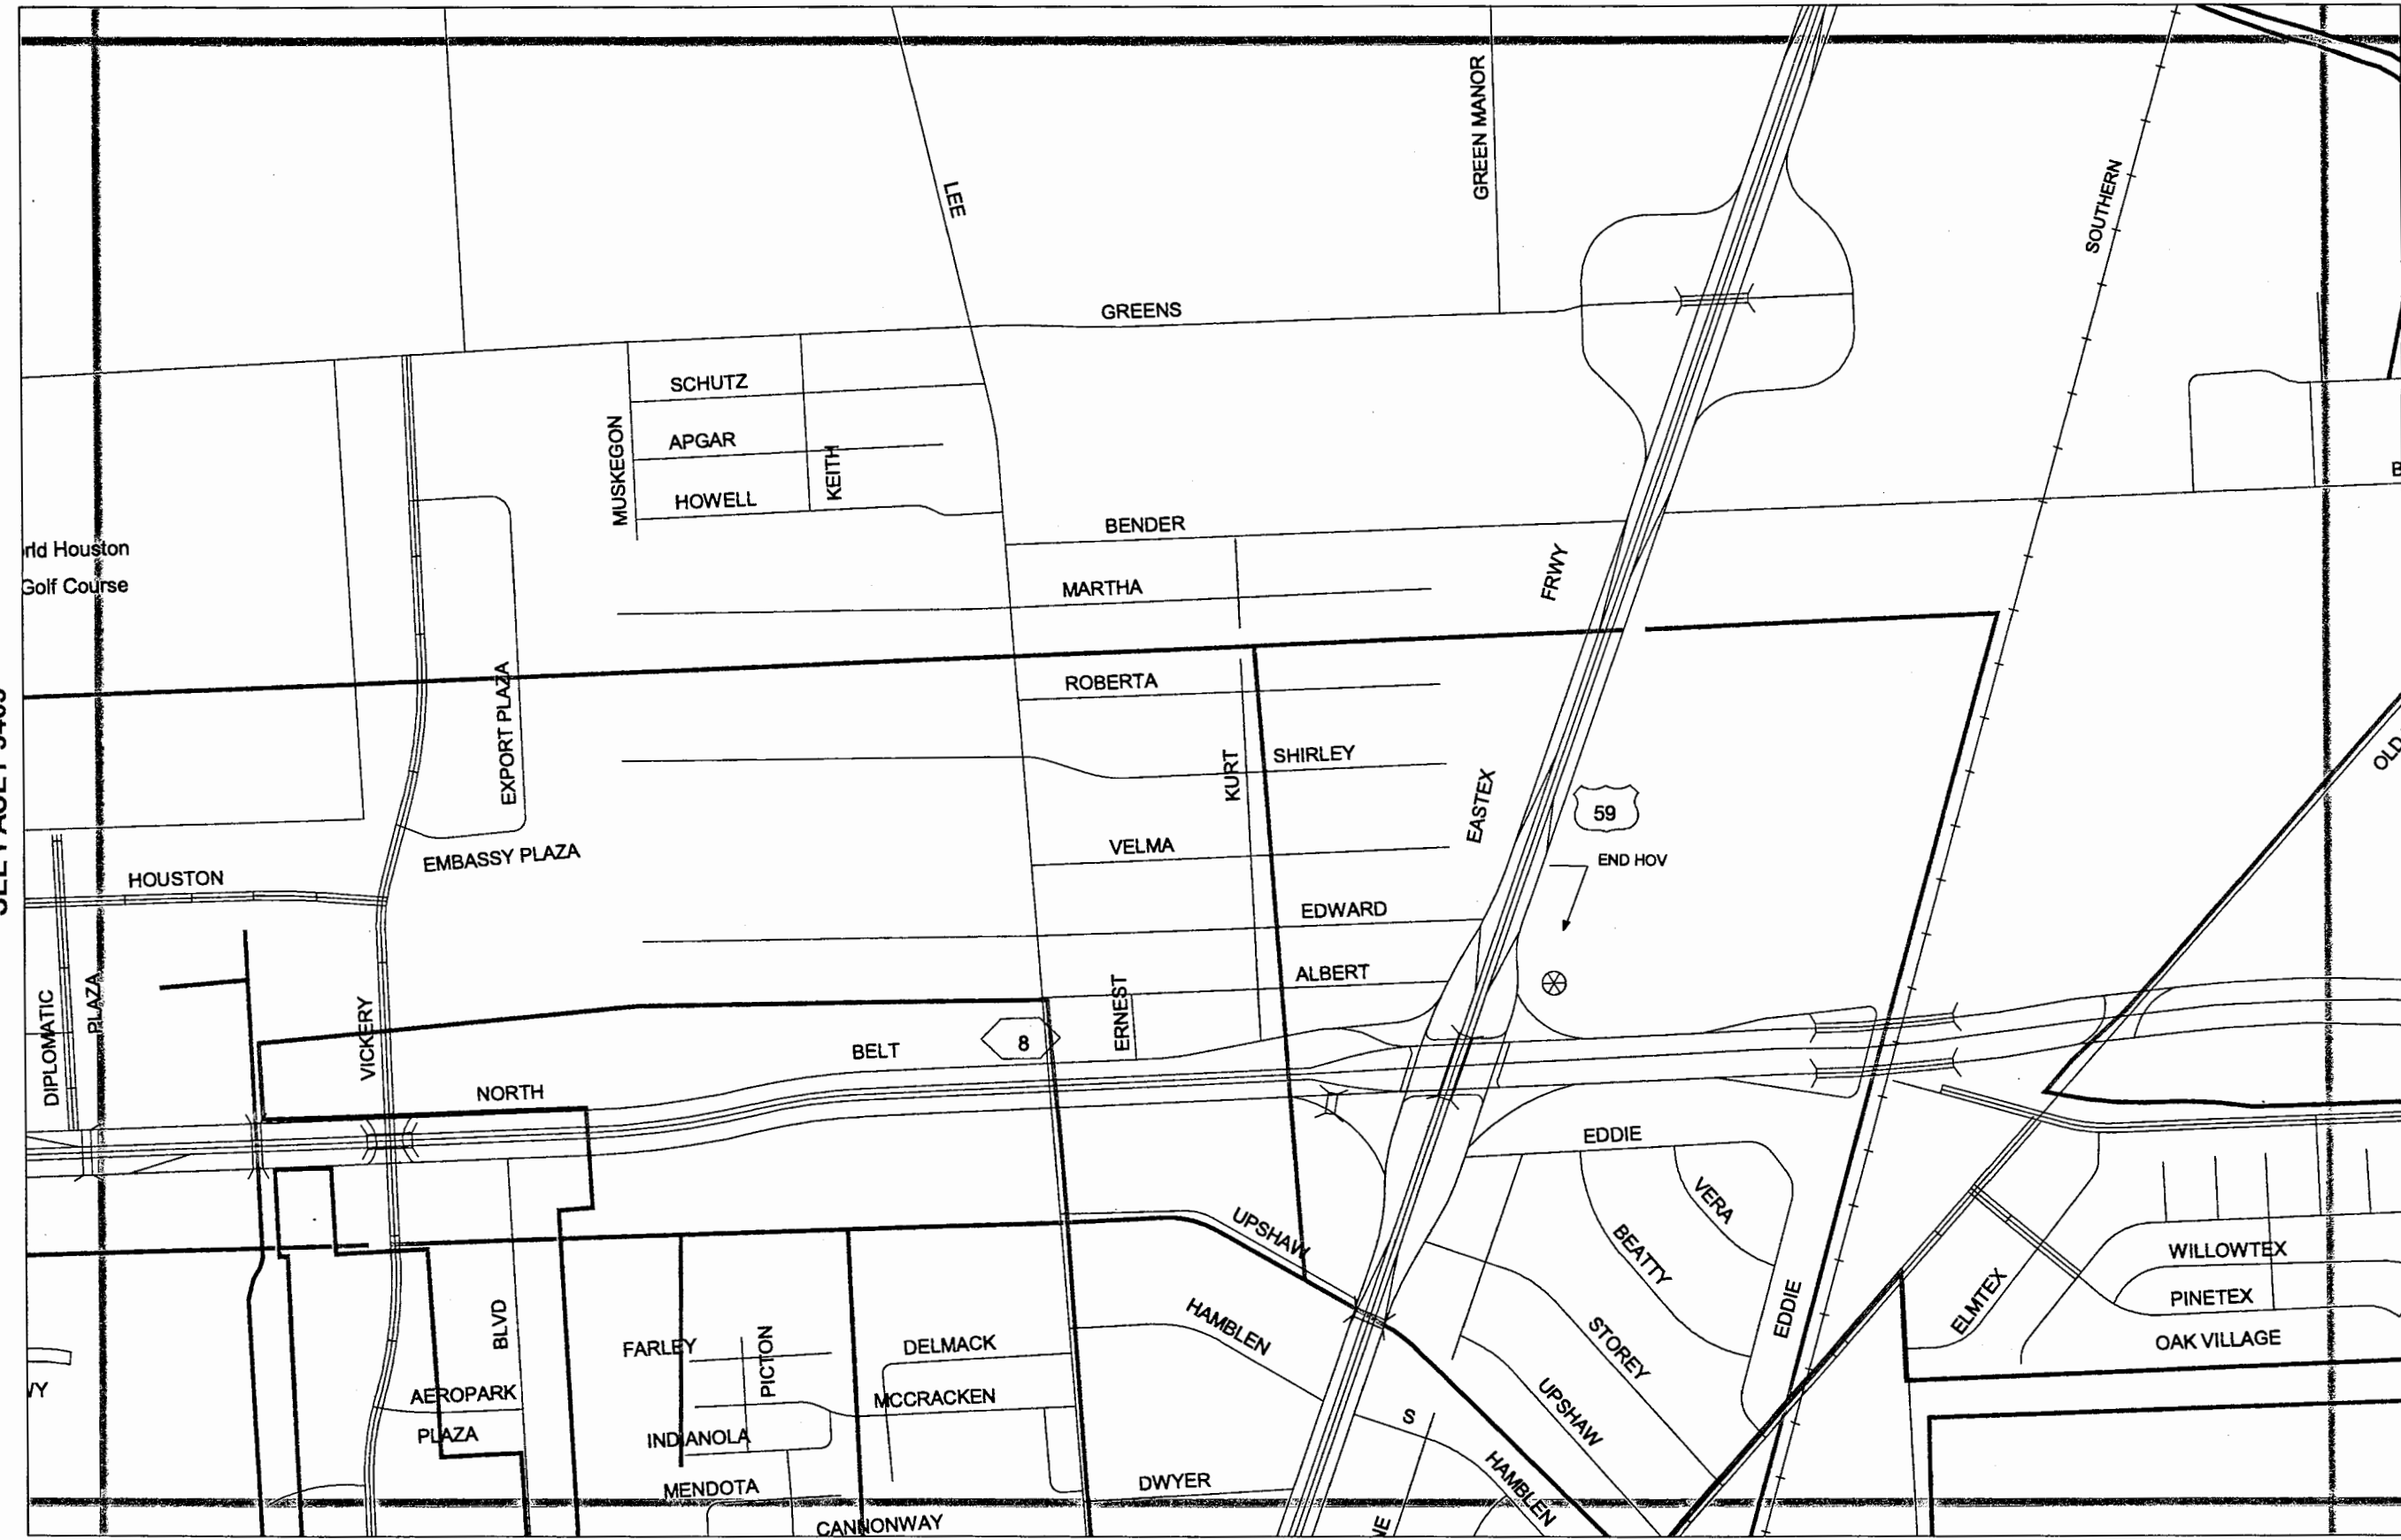 LEE
GREEN MANOR
SOUTHERN
GREENS
SCHUTZ
APGAR
MUSKEGON
KEITH
HOWELL
BENDER
Golf Course
Houston
MARTHA
FRWY
EXPORT PLAZA
ROBERTA
KURT
SHIRLEY
EASTEX
59
END HOV
OLD
VELMA
EMBASSY PLAZA
HOUSTON
EDWARD
ALBERT
ERNEST
DIPLOMATIC
PLAZA
VICKERY
8
BELT
NORTH
EDDIE
VERA
BEATTY
UPSHAW
WILLOWTEX
PINETEX
ELMTEX
OAK VILLAGE
EDDIE
HAMBLEN
STOREY
BLVD
FARLEY
PICTON
DELMACK
AEROPARK
PLAZA
MCCRACKEN
INDIANOLA
UPSHAW
S
HAMBLEN
MENDOTA
DWYER
CANNONWAY